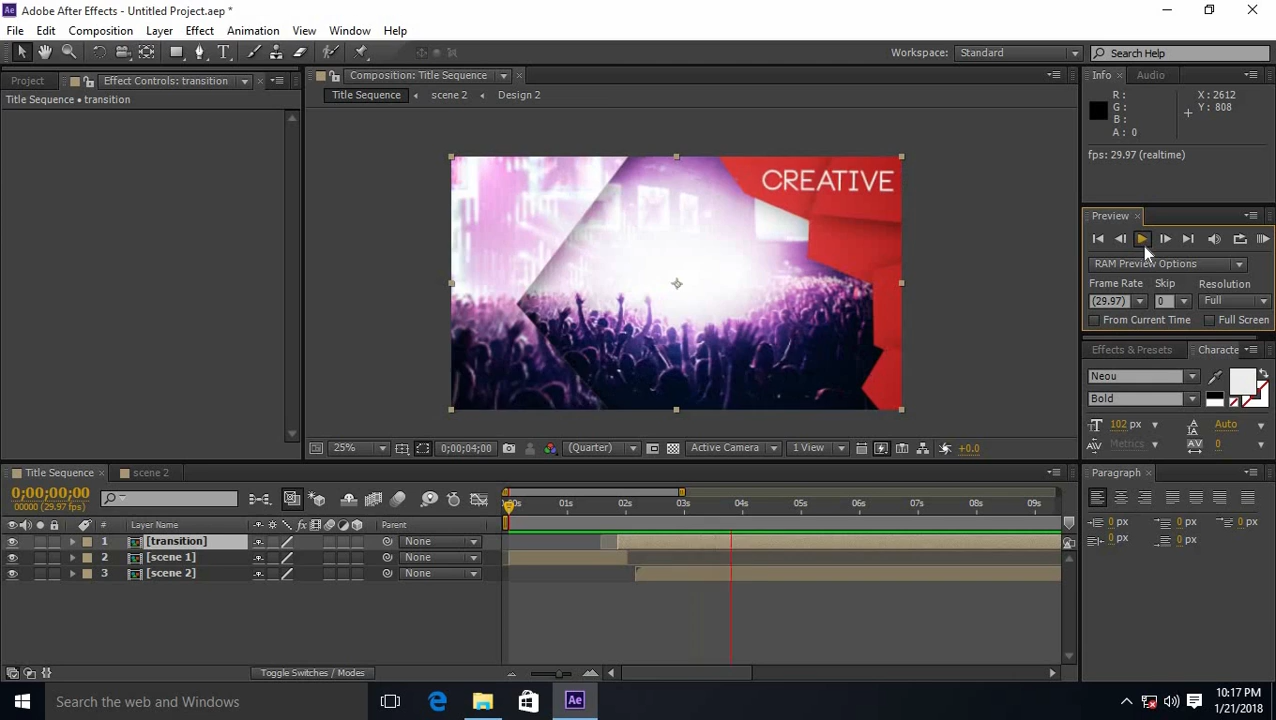 Adobe After Effects - Untitled Project.aep *
File Edit Composition Layer Effect Animation View Window Help
Workspace: Standard Search Help
Project Effect Controls: transition
Title Sequence • transition
Composition: Title Sequence
Title Sequence scene 2 Design 2
CREATIVE
25% 0;00;04;00 (Quarter) Active Camera 1 View +0.0
Info Audio
R: X: 2612
G: Y: 808
B:
A: 0
fps: 29.97 (realtime)
Preview
RAM Preview Options
Frame Rate Skip Resolution
(29.97) 0 Full
From Current Time Full Screen
Effects & Presets Characte
Neou
Bold
102 px Auto
Metrics 0
Title Sequence scene 2
0;00;00;00
00000 (29.97 fps)
01s 02s 03s 04s 05s 06s 07s 08s 09s
# Layer Name Parent
1 [transition] None
2 [scene 1] None
3 [scene 2] None
Toggle Switches / Modes
Paragraph
0 px 0 px 0 px
0 px 0 px
Search the web and Windows
Ae
10:17 PM
1/21/2018